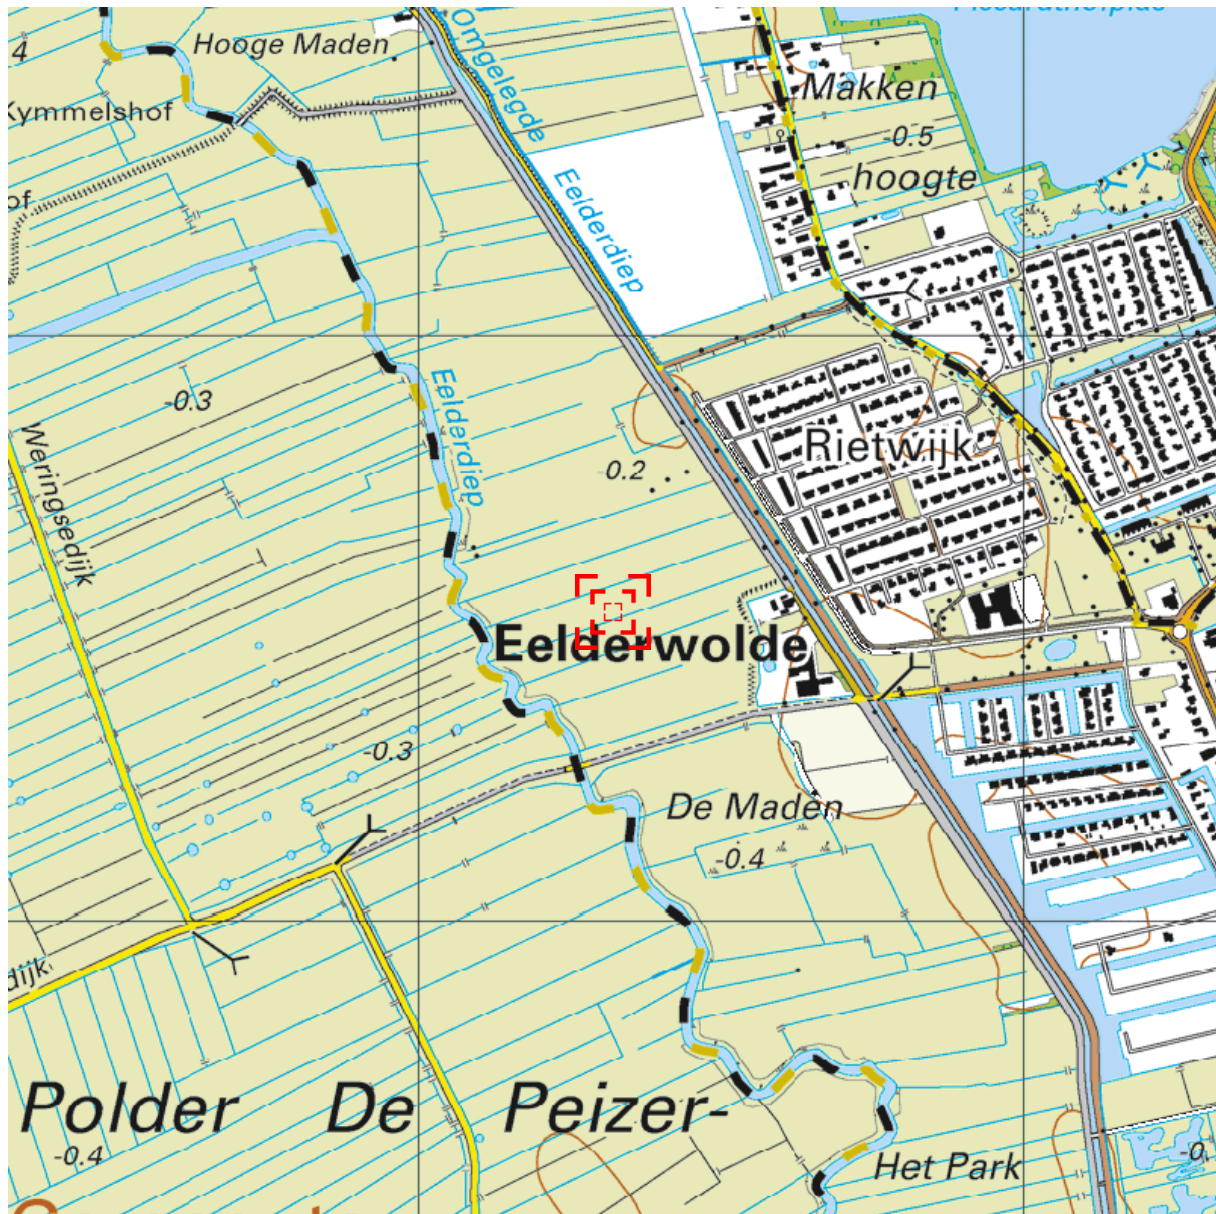 4
Hooge Maden
Omgelegde
Kymmelshof
Makken
-0.5
hoogte
Eelderdiep
of
-0.3
Eelderdiep
Weringsedijk
0.2
Rietwijk
Eelderwolde
-0.3
De Maden
-0.4
dijk
Polder De Peizer-
-0.4
Het Park
-0.